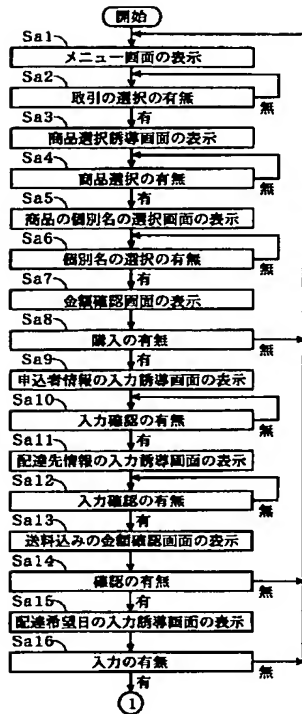 開始
Sa1
メニュー画面の表示
Sa2
取引の選択の有無
無
有
Sa3
商品選択誘導画面の表示
Sa4
商品選択の有無
無
有
Sa5
商品の個別名の選択画面の表示
Sa6
個別名の選択の有無
無
有
Sa7
金額確認画面の表示
Sa8
購入の有無
無
有
Sa9
申込者情報の入力誘導画面の表示
Sa10
入力確認の有無
無
有
Sa11
配達先情報の入力誘導画面の表示
Sa12
入力確認の有無
無
有
Sa13
送料込みの金額確認画面の表示
Sa14
確認の有無
無
有
Sa15
配達希望日の入力誘導画面の表示
Sa16
入力の有無
無
有
1